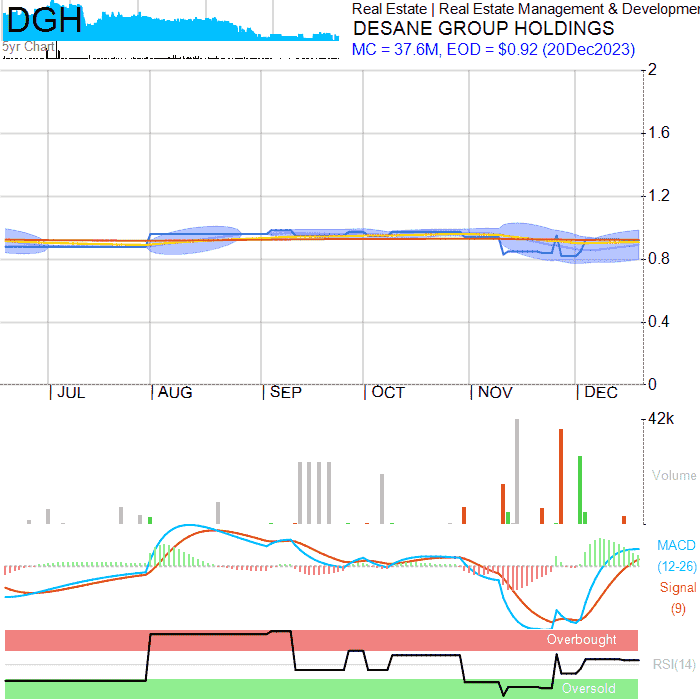 DGH
5yr Chart
Real Estate | Real Estate Management & Developmen
DESANE GROUP HOLDINGS
MC = 37.6M, EOD = $0.92 (20Dec2023)
2
1.6
1.2
0.8
0.4
0
JUL AUG SEP OCT NOV DEC
42k
Volume
MACD
(12-26)
Signal
(9)
Overbought
RSI(14)
Oversold